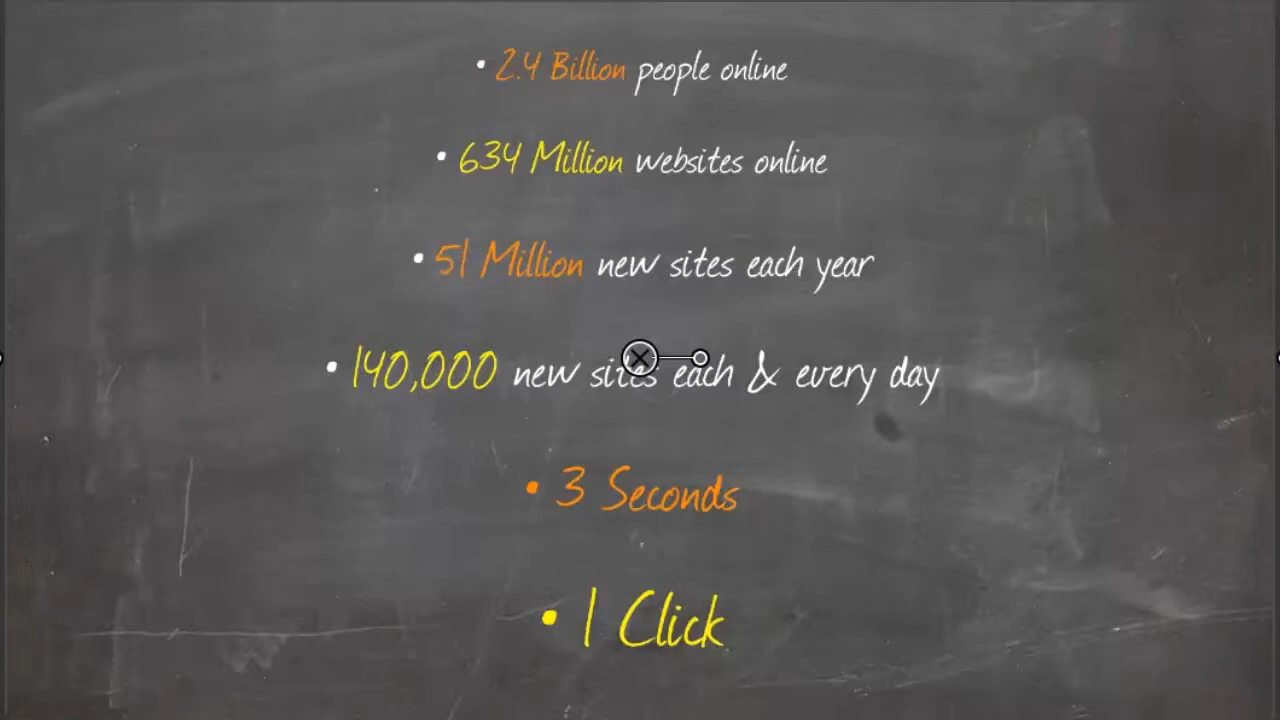 • 2.4 Billion people online
• 634 Million websites online
• 51 Million new sites each year
• 140,000 new sites each & every day
• 3 Seconds
• 1 Click